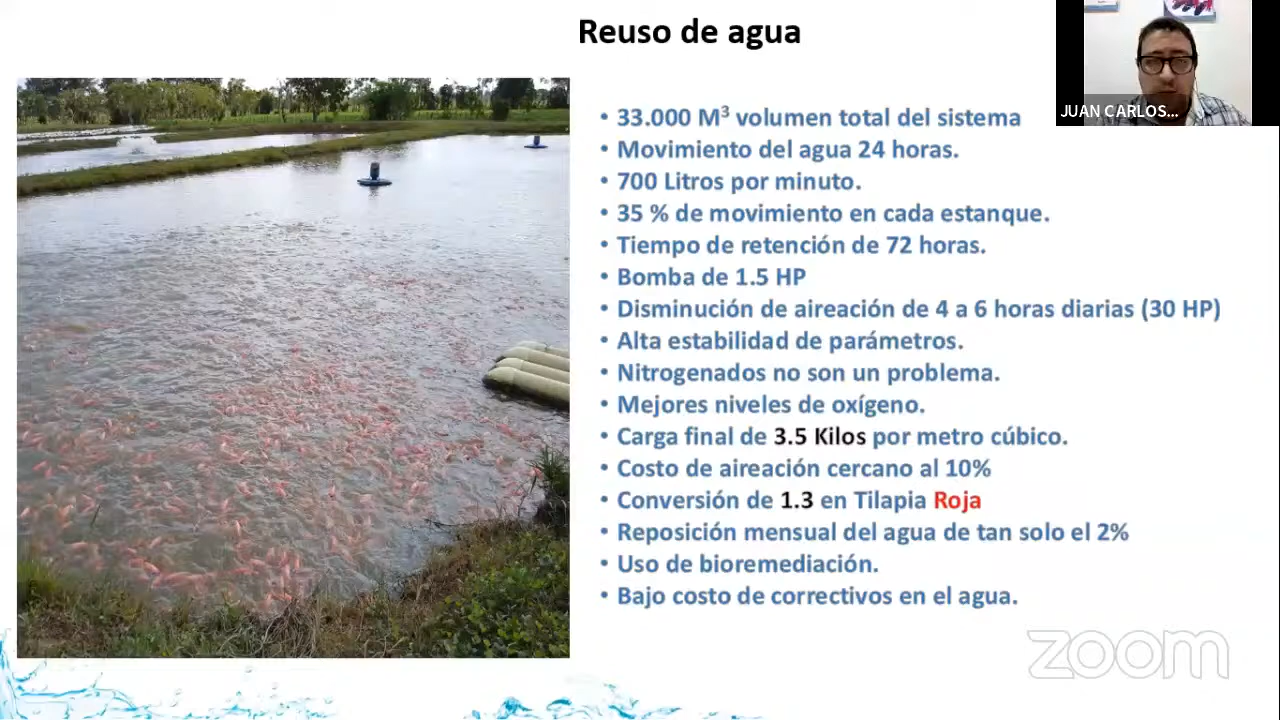 Reuso de agua
JUAN CARLOS...
• 33.000 M³ volumen total del sistema
• Movimiento del agua 24 horas.
• 700 Litros por minuto.
• 35 % de movimiento en cada estanque.
• Tiempo de retención de 72 horas.
• Bomba de 1.5 HP
• Disminución de aireación de 4 a 6 horas diarias (30 HP)
• Alta estabilidad de parámetros.
• Nitrogenados no son un problema.
• Mejores niveles de oxígeno.
• Carga final de 3.5 Kilos por metro cúbico.
• Costo de aireación cercano al 10%
• Conversión de 1.3 en Tilapia Roja
• Reposición mensual del agua de tan solo el 2%
• Uso de bioremediación.
• Bajo costo de correctivos en el agua.
zoom